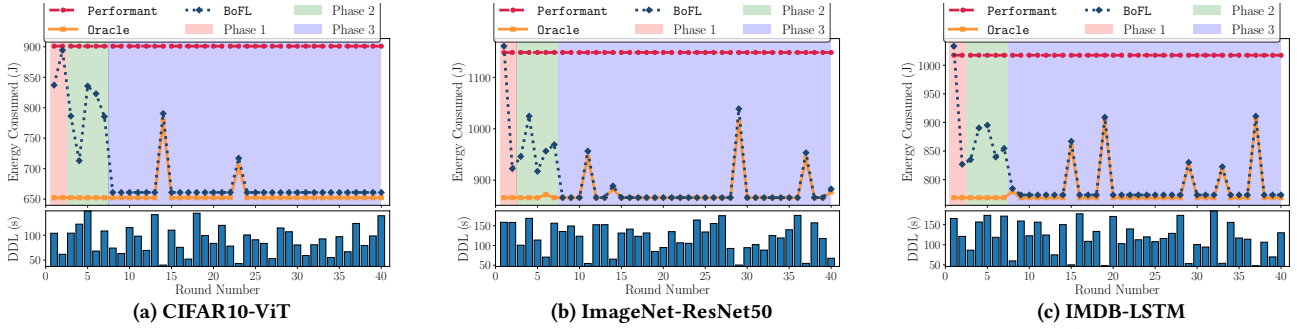 Performant BoFL Phase 2
Oracle Phase 1 Phase 3
900
850
800
750
700
650
Energy Consumed (J)
100
50
DDL (s)
0 5 10 15 20 25 30 35 40
Round Number
(a) CIFAR10-ViT
Performant BoFL Phase 2
Oracle Phase 1 Phase 3
1100
1000
900
Energy Consumed (J)
150
100
50
DDL (s)
0 5 10 15 20 25 30 35 40
Round Number
(b) ImageNet-ResNet50
Performant BoFL Phase 2
Oracle Phase 1 Phase 3
1000
950
900
850
800
Energy Consumed (J)
150
100
50
DDL (s)
0 5 10 15 20 25 30 35 40
Round Number
(c) IMDB-LSTM